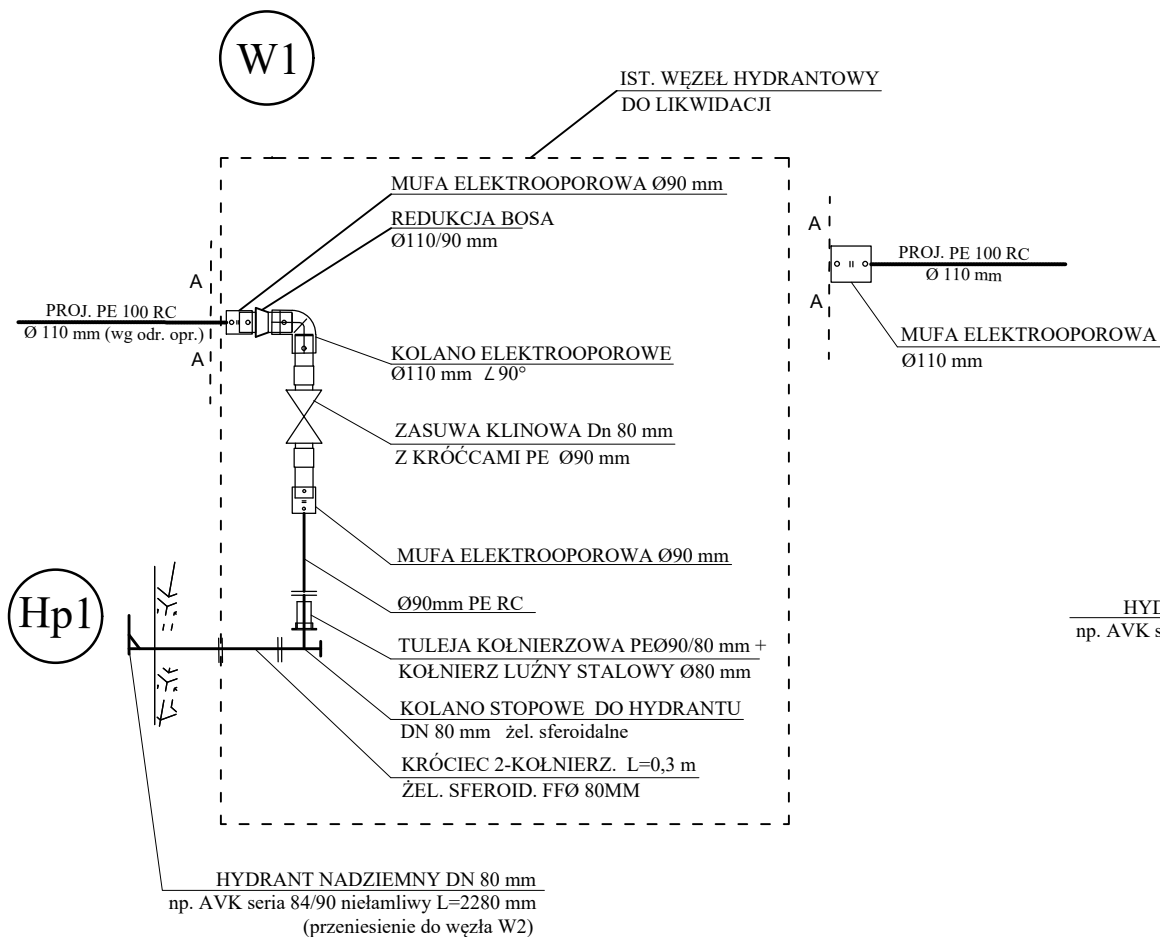 W1
IST. WĘZEŁ HYDRANTOWY
DO LIKWIDACJI
MUFA ELEKTROOPOROWA Ø90 mm
REDUKCJA BOSA
Ø110/90 mm
A
A
PROJ. PE 100 RC
Ø 110 mm (wg odr. opr.)
KOLANO ELEKTROOPOROWE
Ø110 mm ∠90°
ZASUWA KLINOWA Dn 80 mm
Z KRÓĆCAMI PE Ø90 mm
MUFA ELEKTROOPOROWA Ø90 mm
Ø90mm PE RC
TULEJA KOŁNIERZOWA PEØ90/80 mm +
KOŁNIERZ LUŹNY STALOWY Ø80 mm
KOLANO STOPOWE DO HYDRANTU
DN 80 mm żel. sferoidalne
KRÓCIEC 2-KOŁNIERZ. L=0,3 m
ŻEL. SFEROID. FFØ 80MM
Hp1
HYDRANT NADZIEMNY DN 80 mm
np. AVK seria 84/90 niełamliwy L=2280 mm
(przeniesienie do węzła W2)
A
A
PROJ. PE 100 RC
Ø 110 mm
MUFA ELEKTROOPOROWA
Ø110 mm
HYD
np. AVK s